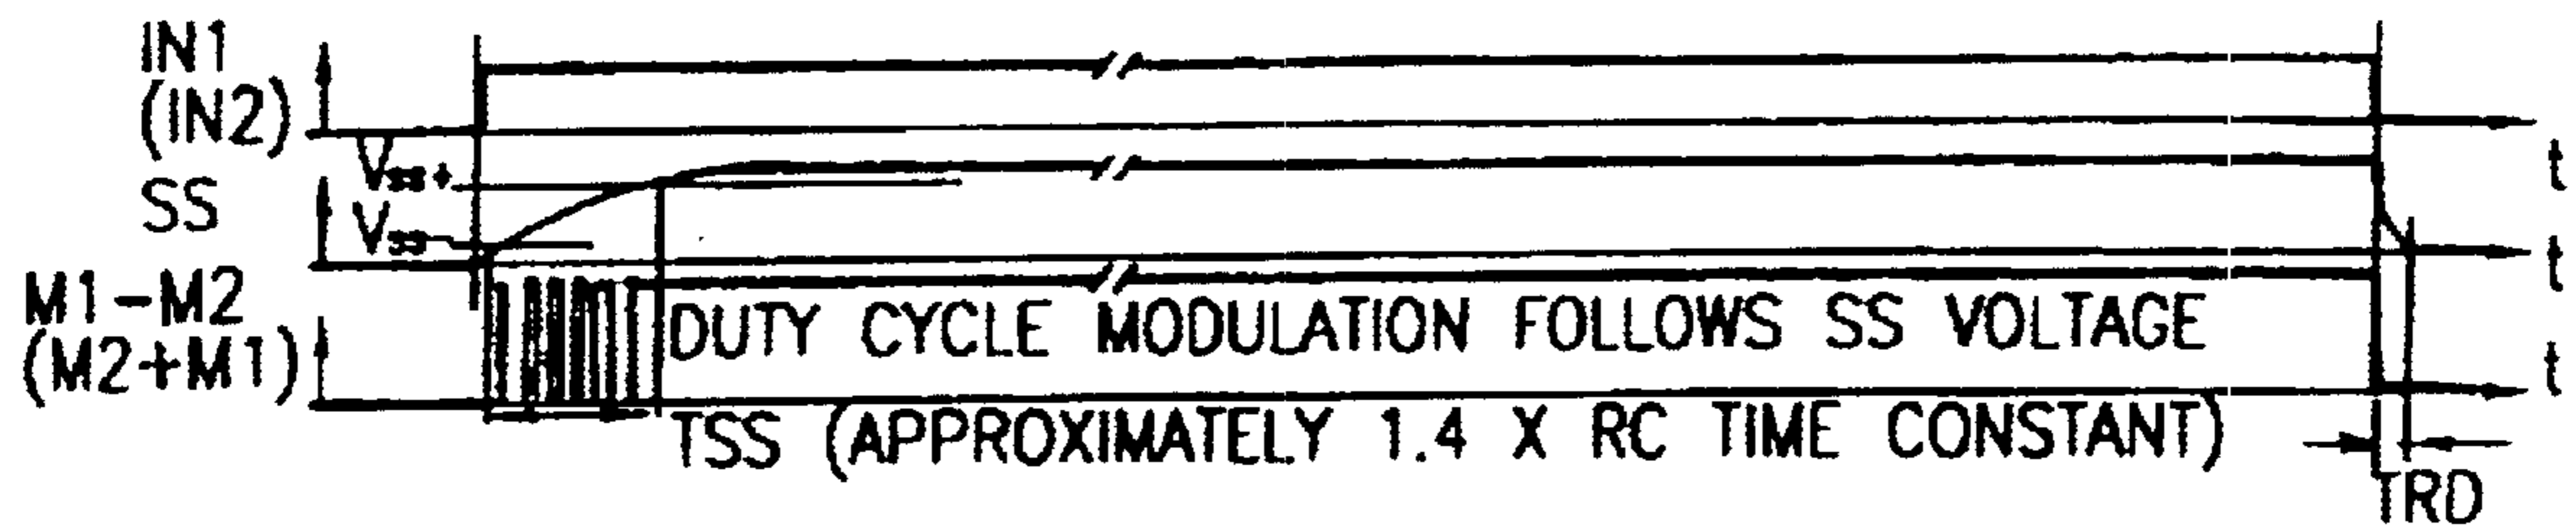 IN1
(IN2)
VSS+
SS
VSS-
M1-M2
(M2+M1)
DUTY CYCLE MODULATION FOLLOWS SS VOLTAGE
TSS (APPROXIMATELY 1.4 X RC TIME CONSTANT)
t
t
t
TRD